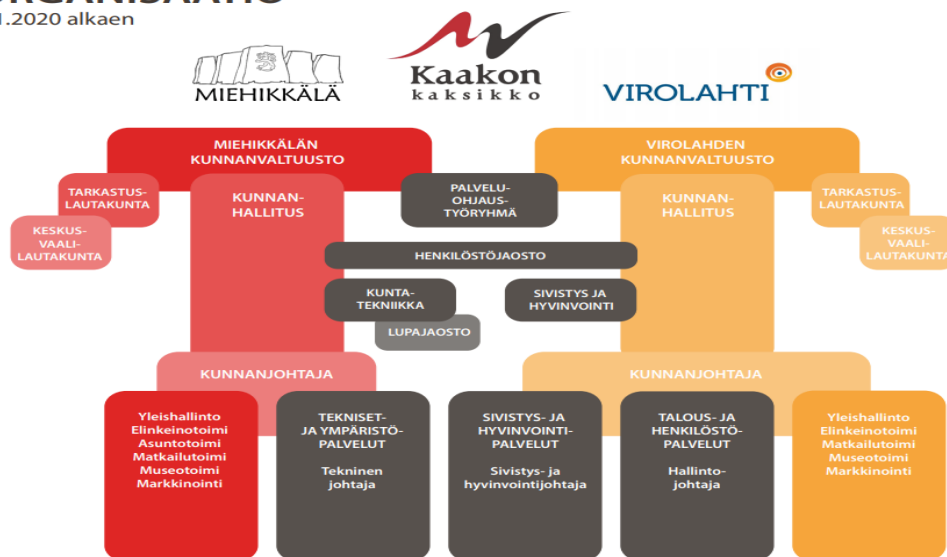 ORGANISAATIO
1.2020 alkaen
MIEHIKKÄLÄ
Kaakon
kaksikko
VIROLAHTI
MIEHIKKÄLÄN
KUNNANVALTUUSTO
VIROLAHDEN
KUNNANVALTUUSTO
TARKASTUS-
LAUTAKUNTA
KESKUS-
VAALI-
LAUTAKUNTA
KUNNAN-
HALLITUS
PALVELU-
OHJAUS-
TYÖRYHMÄ
KUNNAN-
HALLITUS
TARKASTUS-
LAUTAKUNTA
KESKUS-
VAALI-
LAUTAKUNTA
HENKILÖSTÖJAOSTO
KUNTA-
TEKNIIKKA
SIVISTYS JA
HYVINVOINTI
LUPAJAOSTO
KUNNANJOHTAJA
KUNNANJOHTAJA
Yleishallinto
Elinkeinotoimi
Asuntotoimi
Matkailutoimi
Museotoimi
Markkinointi
TEKNISET-
JA YMPÄRISTÖ-
PALVELUT
Tekninen
johtaja
SIVISTYS- JA
HYVINVOINTI-
PALVELUT
Sivistys- ja
hyvinvointijohtaja
TALOUS- JA
HENKILÖSTÖ-
PALVELUT
Hallinto-
johtaja
Yleishallinto
Elinkeinotoimi
Matkailutoimi
Museotoimi
Markkinointi